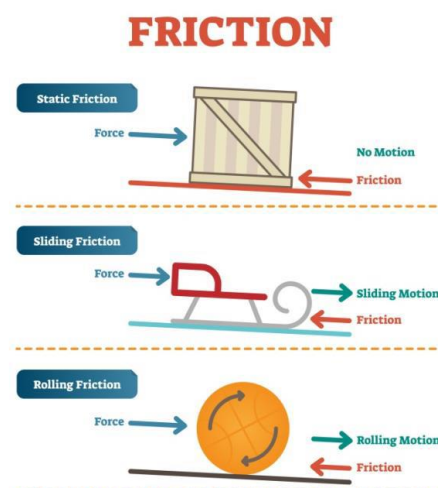 FRICTION
Static Friction
Force
No Motion
Friction
Sliding Friction
Force
Sliding Motion
Friction
Rolling Friction
Force
Rolling Motion
Friction